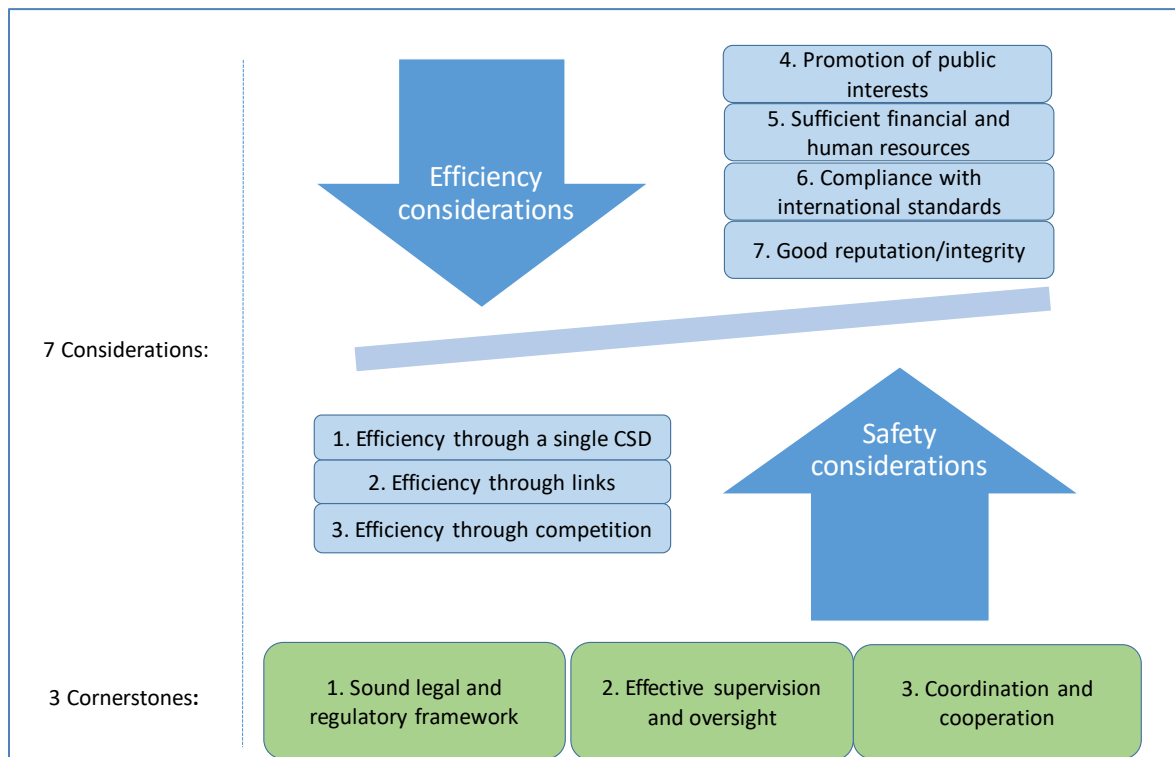 4. Promotion of public
interests
5. Sufficient financial and
human resources
6. Compliance with
international standards
7. Good reputation/integrity
Efficiency
considerations
7 Considerations:
1. Efficiency through a single CSD
2. Efficiency through links
3. Efficiency through competition
Safety
considerations
3 Cornerstones:
1. Sound legal and
regulatory framework
2. Effective supervision
and oversight
3. Coordination and
cooperation